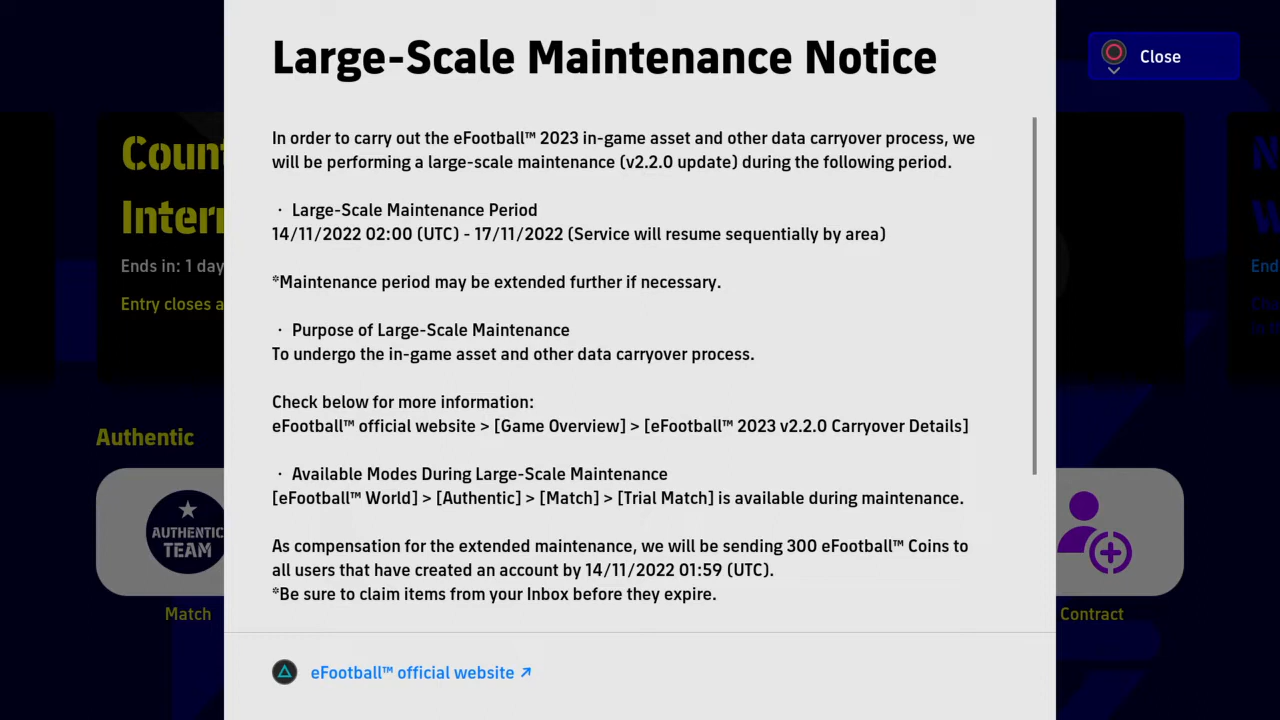 Large-Scale Maintenance Notice
Close
In order to carry out the eFootball™ 2023 in-game asset and other data carryover process, we
will be performing a large-scale maintenance (v2.2.0 update) during the following period.
・ Large-Scale Maintenance Period
14/11/2022 02:00 (UTC) - 17/11/2022 (Service will resume sequentially by area)
*Maintenance period may be extended further if necessary.
・ Purpose of Large-Scale Maintenance
To undergo the in-game asset and other data carryover process.
Check below for more information:
eFootball™ official website > [Game Overview] > [eFootball™ 2023 v2.2.0 Carryover Details]
・ Available Modes During Large-Scale Maintenance
[eFootball™ World] > [Authentic] > [Match] > [Trial Match] is available during maintenance.
As compensation for the extended maintenance, we will be sending 300 eFootball™ Coins to
all users that have created an account by 14/11/2022 01:59 (UTC).
*Be sure to claim items from your Inbox before they expire.
eFootball™ official website ↗
Coun
Intern
Ends in: 1 day
Entry closes a
Authentic
AUTHENTIC
TEAM
Match
End
Contract